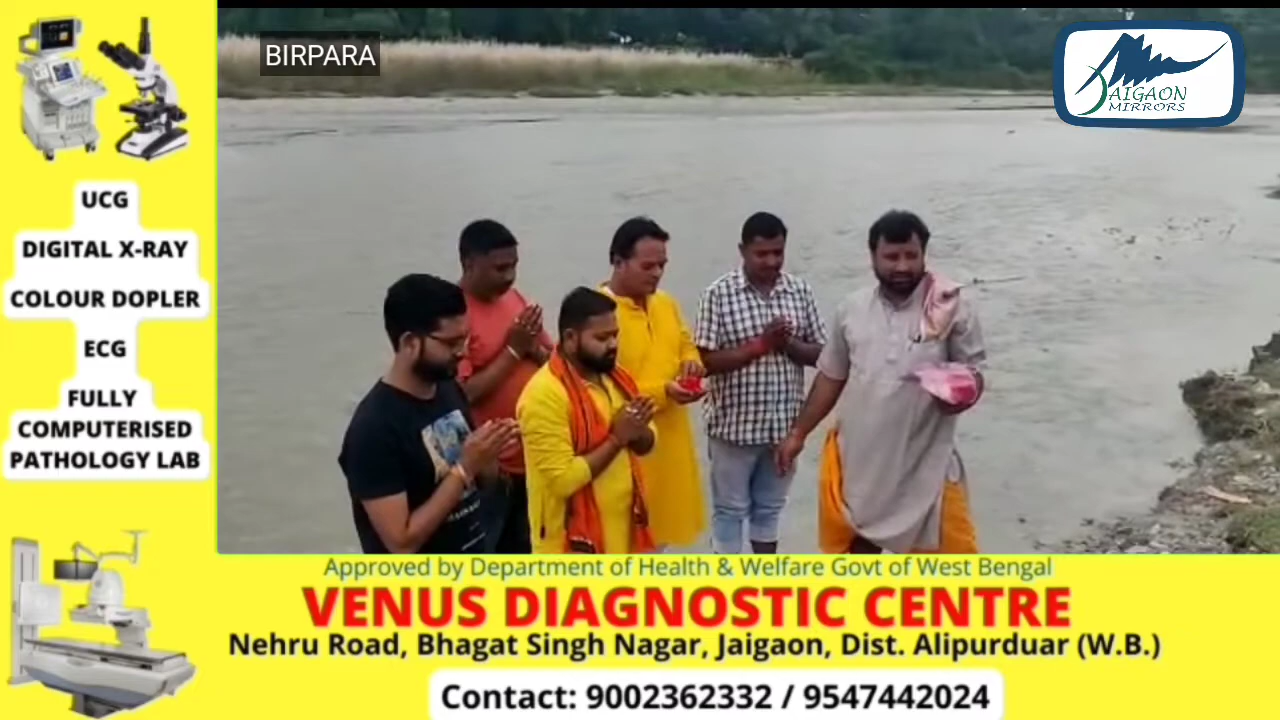 BIRPARA
JAIGAON
MIRRORS
UCG
DIGITAL X-RAY
COLOUR DOPLER
ECG
FULLY
COMPUTERISED
PATHOLOGY LAB
Approved by Department of Health & Welfare Govt of West Bengal
VENUS DIAGNOSTIC CENTRE
Nehru Road, Bhagat Singh Nagar, Jaigaon, Dist. Alipurduar (W.B.)
Contact: 9002362332 / 9547442024